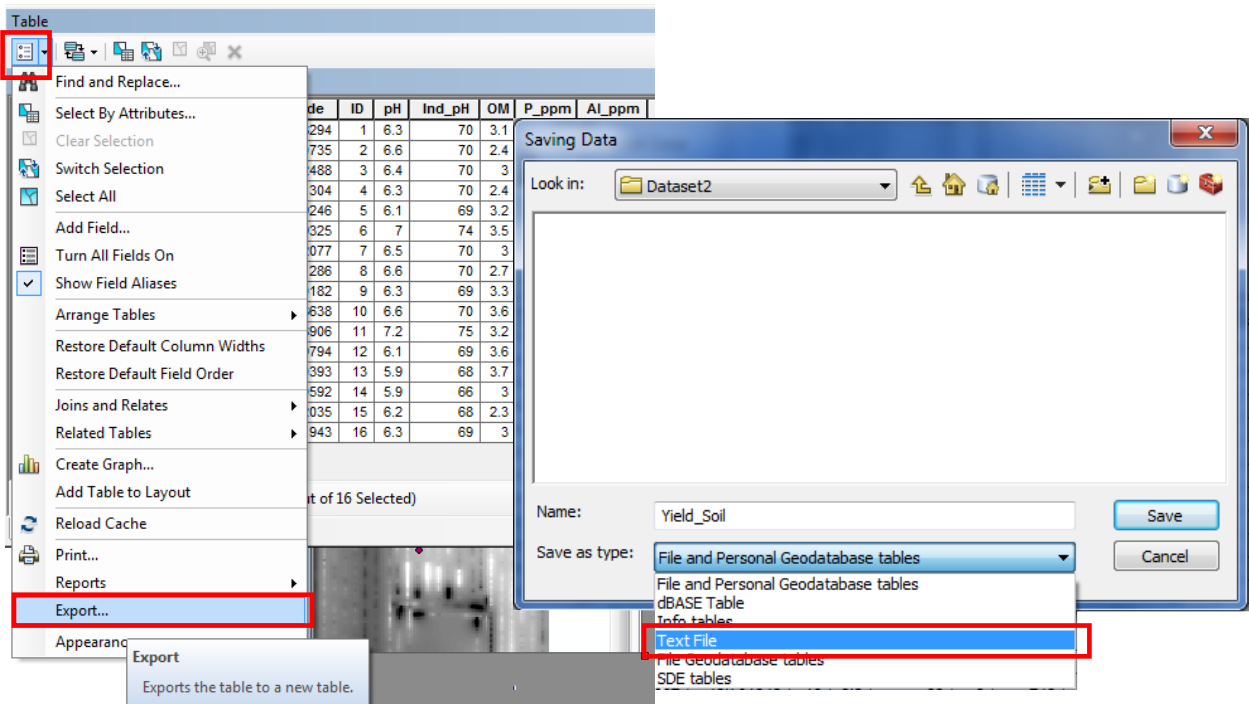 Table
Find and Replace...
Select By Attributes...
Clear Selection
Switch Selection
Select All
Add Field...
Turn All Fields On
Show Field Aliases
Arrange Tables
Restore Default Column Widths
Restore Default Field Order
Joins and Relates
Related Tables
Create Graph...
Add Table to Layout
Reload Cache
Print...
Reports
Export...
Export
Exports the table to a new table.
de ID pH Ind_pH OM P_ppm Al_ppm
294 1 6.3 70 3.1
735 2 6.6 70 2.4
488 3 6.4 70 3
304 4 6.3 70 2.4
246 5 6.1 69 3.2
325 6 7 74 3.5
077 7 6.5 70 3
286 8 6.6 70 2.7
182 9 6.3 69 3.3
638 10 6.6 70 3.6
906 11 7.2 75 3.2
794 12 6.1 69 3.6
393 13 5.9 68 3.7
592 14 5.9 66 3
035 15 6.2 68 2.3
943 16 6.3 69 3
of 16 Selected)
Saving Data
Look in: Dataset2
Name: Yield_Soil
Save
Save as type: File and Personal Geodatabase tables
Cancel
File and Personal Geodatabase tables
dBASE Table
Info tables
Text File
File Geodatabase tables
SDE tables